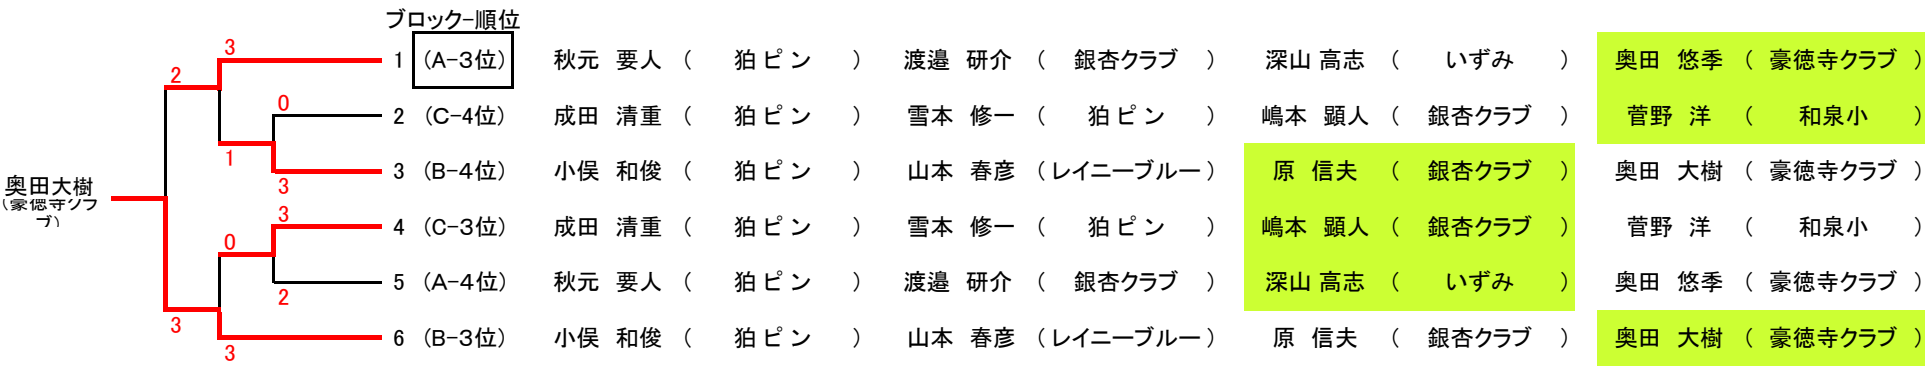 ブロック-順位
3
1 (A-3位) 秋元 要人 ( 狛ピン ) 渡邉 研介 ( 銀杏クラブ ) 深山 高志 ( いずみ ) 奥田 悠季 ( 豪徳寺クラブ )
2
0
2 (C-4位) 成田 清重 ( 狛ピン ) 雪本 修一 ( 狛ピン ) 嶋本 顕人 ( 銀杏クラブ ) 菅野 洋 ( 和泉小 )
1
3 (B-4位) 小俣 和俊 ( 狛ピン ) 山本 春彦 (レイニーブルー) 原 信夫 ( 銀杏クラブ ) 奥田 大樹 ( 豪徳寺クラブ )
3
奥田大樹
(豪徳寺クラ
ブ)
3
4 (C-3位) 成田 清重 ( 狛ピン ) 雪本 修一 ( 狛ピン ) 嶋本 顕人 ( 銀杏クラブ ) 菅野 洋 ( 和泉小 )
0
5 (A-4位) 秋元 要人 ( 狛ピン ) 渡邉 研介 ( 銀杏クラブ ) 深山 高志 ( いずみ ) 奥田 悠季 ( 豪徳寺クラブ )
2
3
6 (B-3位) 小俣 和俊 ( 狛ピン ) 山本 春彦 (レイニーブルー) 原 信夫 ( 銀杏クラブ ) 奥田 大樹 ( 豪徳寺クラブ )
3